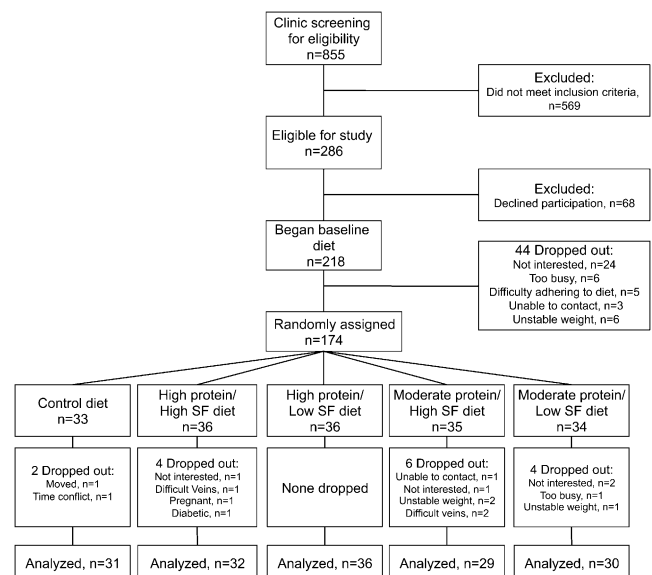 Clinic screening
for eligibility
n=855
Excluded:
Did not meet inclusion criteria,
n=569
Eligible for study
n=286
Excluded:
Declined participation, n=68
Began baseline
diet
n=218
44 Dropped out:
Not interested, n=24
Too busy, n=6
Difficulty adhering to diet, n=5
Unable to contact, n=3
Unstable weight, n=6
Randomly assigned
n=174
Control diet
n=33
High protein/
High SF diet
n=36
High protein/
Low SF diet
n=36
Moderate protein/
High SF diet
n=35
Moderate protein/
Low SF diet
n=34
2 Dropped out:
Moved, n=1
Time conflict, n=1
4 Dropped out:
Not interested, n=1
Difficult Veins, n=1
Pregnant, n=1
Diabetic, n=1
None dropped
6 Dropped out:
Unable to contact, n=1
Not interested, n=1
Unstable weight, n=2
Difficult veins, n=2
4 Dropped out:
Not interested, n=2
Too busy, n=1
Unstable weight, n=1
Analyzed, n=31
Analyzed, n=32
Analyzed, n=36
Analyzed, n=29
Analyzed, n=30